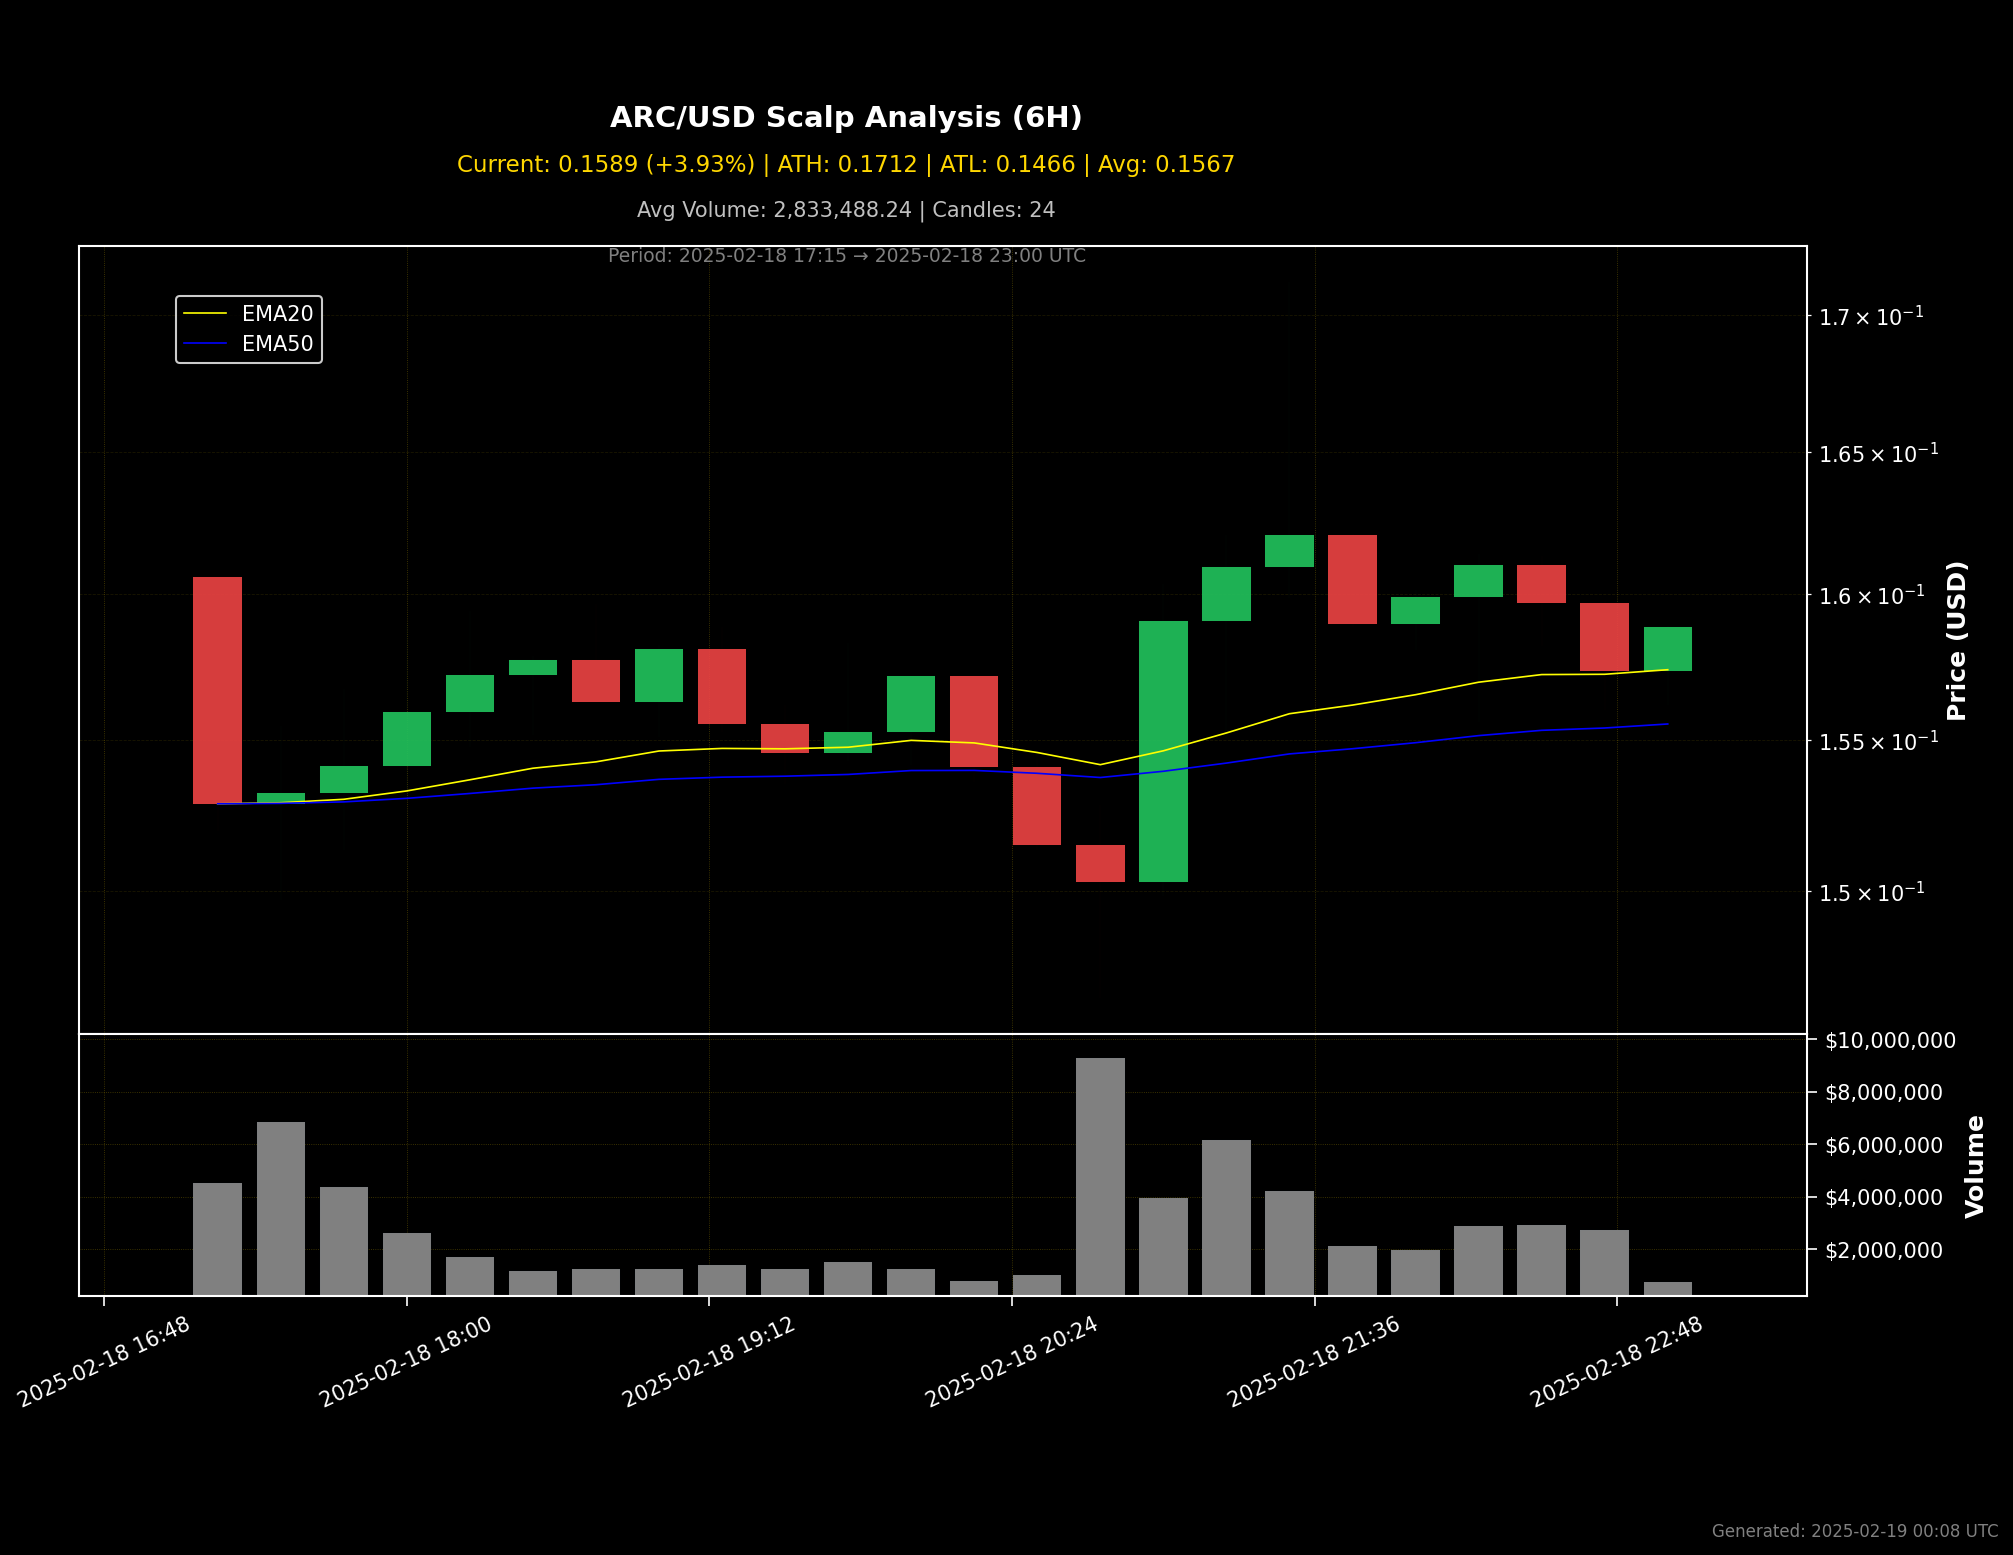 ARC/USD Scalp Analysis (6H)
Current: 0.1589 (+3.93%) | ATH: 0.1712 | ATL: 0.1466 | Avg: 0.1567
Avg Volume: 2,833,488.24 | Candles: 24
Period: 2025-02-18 17:15 → 2025-02-18 23:00 UTC
EMA20
EMA50
1.7 × 10⁻¹
1.65 × 10⁻¹
1.6 × 10⁻¹
1.55 × 10⁻¹
1.5 × 10⁻¹
Price (USD)
$10,000,000
$8,000,000
$6,000,000
$4,000,000
$2,000,000
Volume
2025-02-18 16:48
2025-02-18 18:00
2025-02-18 19:12
2025-02-18 20:24
2025-02-18 21:36
2025-02-18 22:48
Generated: 2025-02-19 00:08 UTC